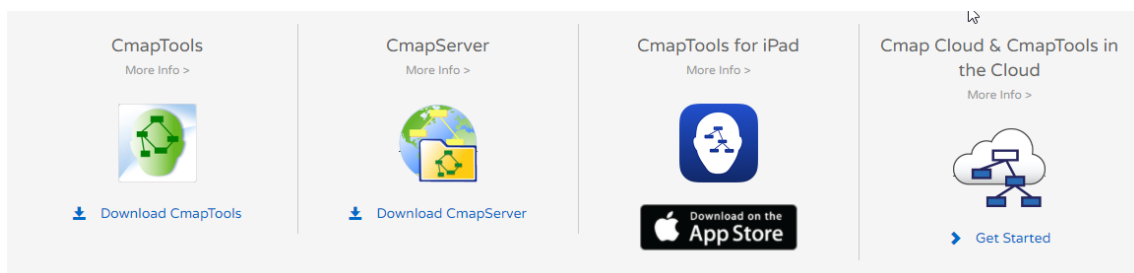 CmapTools
More Info >
Download CmapTools
CmapServer
More Info >
Download CmapServer
CmapTools for iPad
More Info >
Download on the
App Store
Cmap Cloud & CmapTools in
the Cloud
More Info >
Get Started